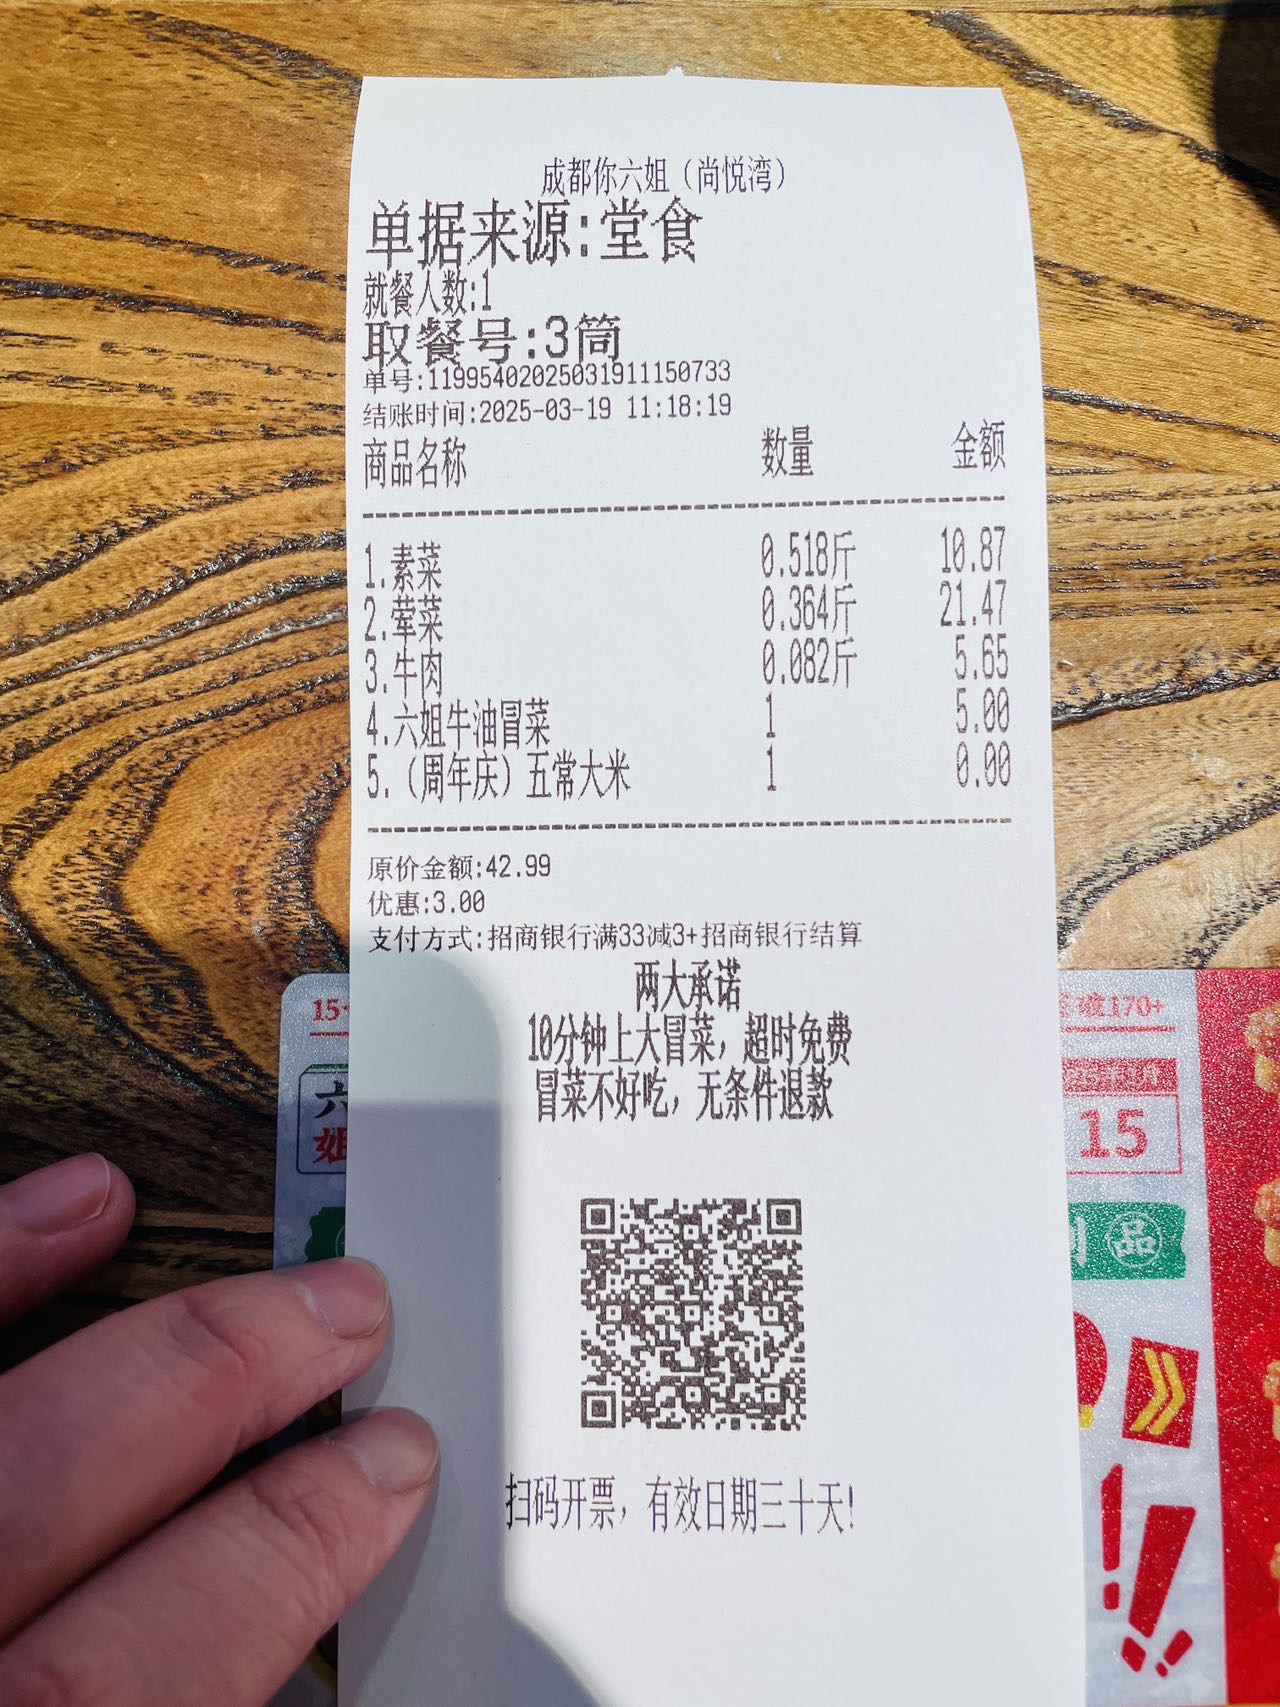 成都你六姐（尚悦湾）
单据来源:堂食
就餐人数:1
取餐号:3筒
单号:11995402025031911150733
结账时间:2025-03-19 11:18:19
商品名称 数量 金额
1.素菜 0.518斤 10.87
2.荤菜 0.364斤 21.47
3.牛肉 0.082斤 5.65
4.六姐牛油冒菜 1 5.00
5.（周年庆）五常大米 1 0.00
原价金额:42.99
优惠:3.00
支付方式:招商银行满33减3+招商银行结算
两大承诺
10分钟上大冒菜，超时免费
冒菜不好吃，无条件退款
扫码开票，有效日期三十天!
15
六
姐
170+
15
品